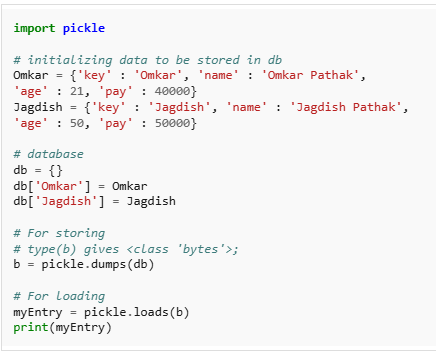 import pickle
# initializing data to be stored in db
Omkar = {'key' : 'Omkar', 'name' : 'Omkar Pathak',
'age' : 21, 'pay' : 40000}
Jagdish = {'key' : 'Jagdish', 'name' : 'Jagdish Pathak',
'age' : 50, 'pay' : 50000}
# database
db = {}
db['Omkar'] = Omkar
db['Jagdish'] = Jagdish
# For storing
# type(b) gives <class 'bytes'>;
b = pickle.dumps(db)
# For loading
myEntry = pickle.loads(b)
print(myEntry)